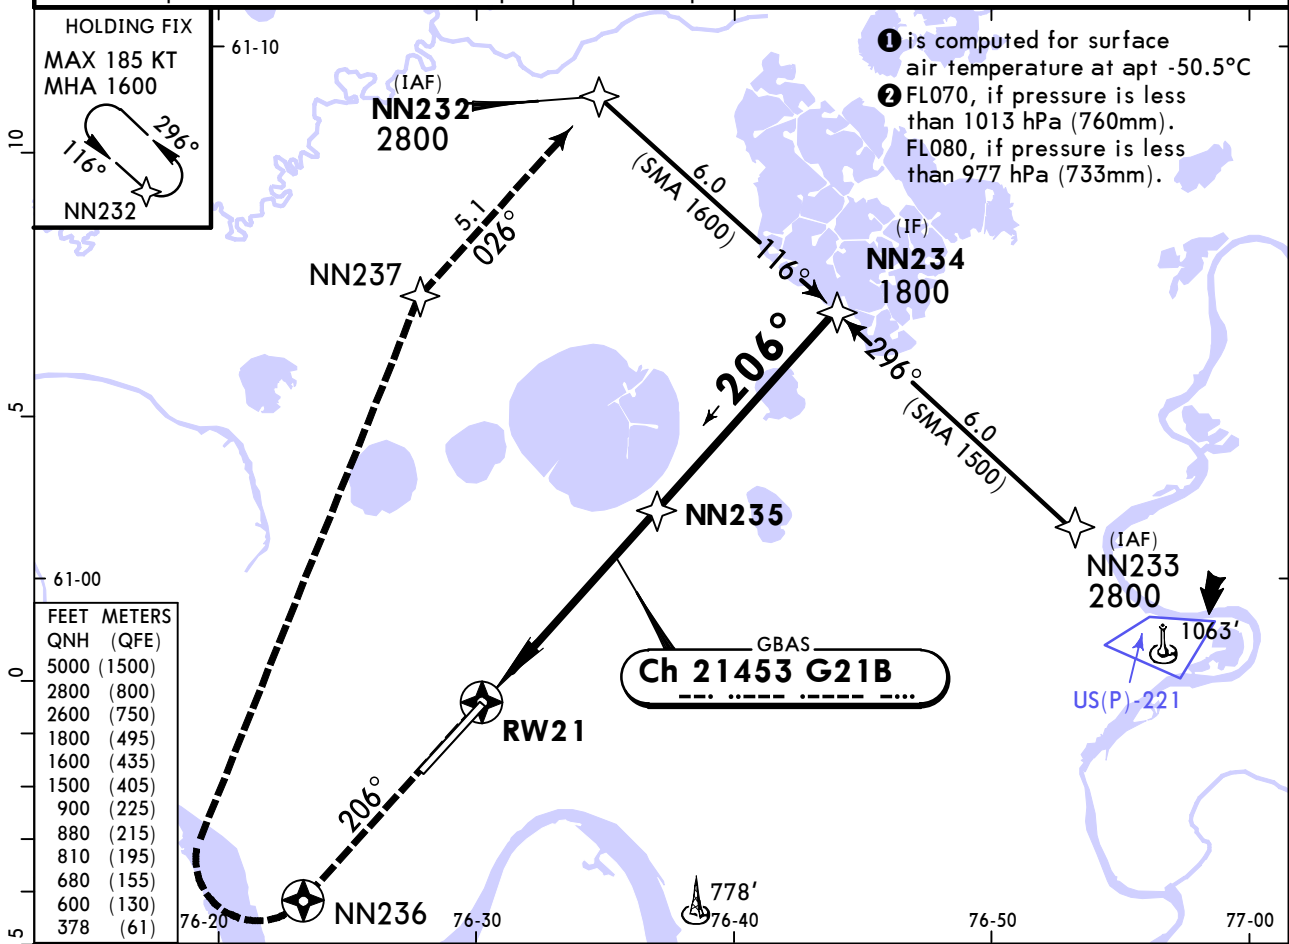 HOLDING FIX
MAX 185 KT
MHA 1600
296°
116°
NN232
61-10
(IAF)
NN232
2800
❶ is computed for surface
air temperature at apt -50.5°C
❷ FL070, if pressure is less
than 1013 hPa (760mm).
FL080, if pressure is less
than 977 hPa (733mm).
10
6.0
(SMA 1600)
116°
5.1
026°
(IF)
NN234
1800
NN237
206°
296°
6.0
(SMA 1500)
5
NN235
(IAF)
NN233
2800
61-00
1063'
US(P)-221
GBAS
Ch 21453 G21B
FEET METERS
QNH (QFE)
5000 (1500)
2800 (800)
2600 (750)
1800 (495)
1600 (435)
1500 (405)
900 (225)
880 (215)
810 (195)
680 (155)
600 (130)
378 (61)
0
RW21
206°
NN236
778'
5
76-20
76-30
76-40
76-50
77-00